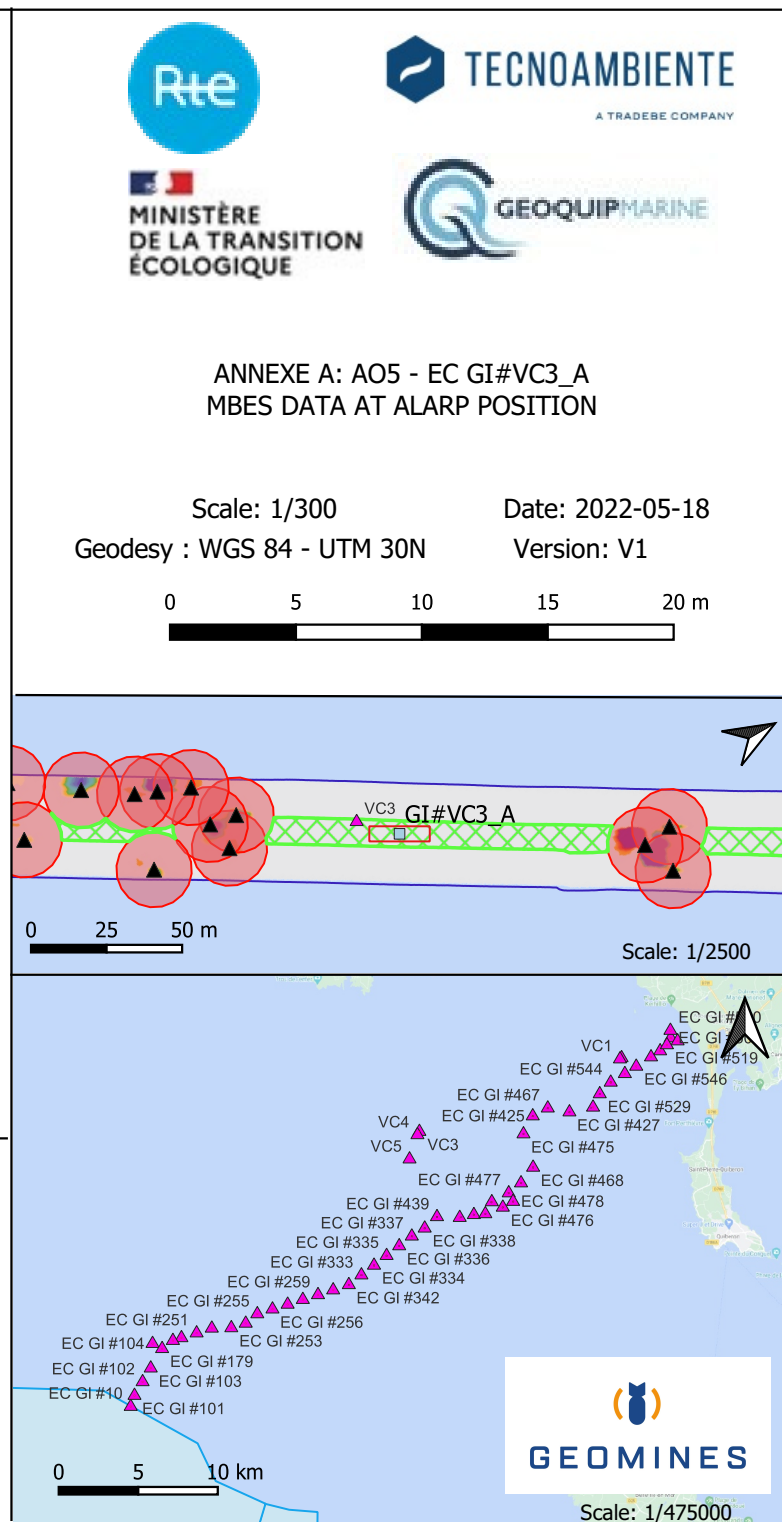 Rte
TECNOAMBIENTE
A TRADEBE COMPANY
MINISTÈRE
DE LA TRANSITION
ÉCOLOGIQUE
GEOQUIPMARINE
ANNEXE A: AO5 - EC GI#VC3_A
MBES DATA AT ALARP POSITION
Scale: 1/300 Date: 2022-05-18
Geodesy : WGS 84 - UTM 30N Version: V1
0 5 10 15 20 m
VC3
GI#VC3_A
0 25 50 m
Scale: 1/2500
EC GI
VC1
EC GI #519
EC GI #544
EC GI #546
EC GI #467
EC GI #425
EC GI #529
EC GI #427
VC4
VC3
VC5
EC GI #475
EC GI #477
EC GI #468
EC GI #439
EC GI #478
EC GI #337
EC GI #476
EC GI #335
EC GI #338
EC GI #333
EC GI #336
EC GI #259
EC GI #334
EC GI #255
EC GI #342
EC GI #251
EC GI #256
EC GI #104
EC GI #253
EC GI #102
EC GI #179
EC GI #103
EC GI #10
EC GI #101
Saint-Pierre-Quiberon
Quiberon
0 5 10 km
GEOMINES
Scale: 1/475000